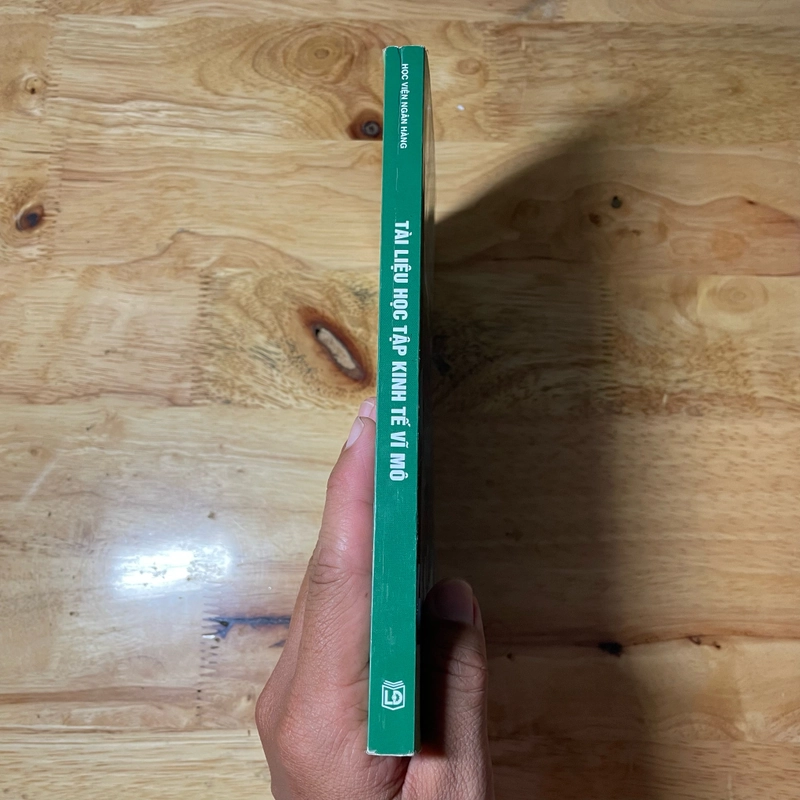 HỌC VIỆN NGÂN HÀNG
TÀI LIỆU HỌC TẬP KINH TẾ VĨ MÔ